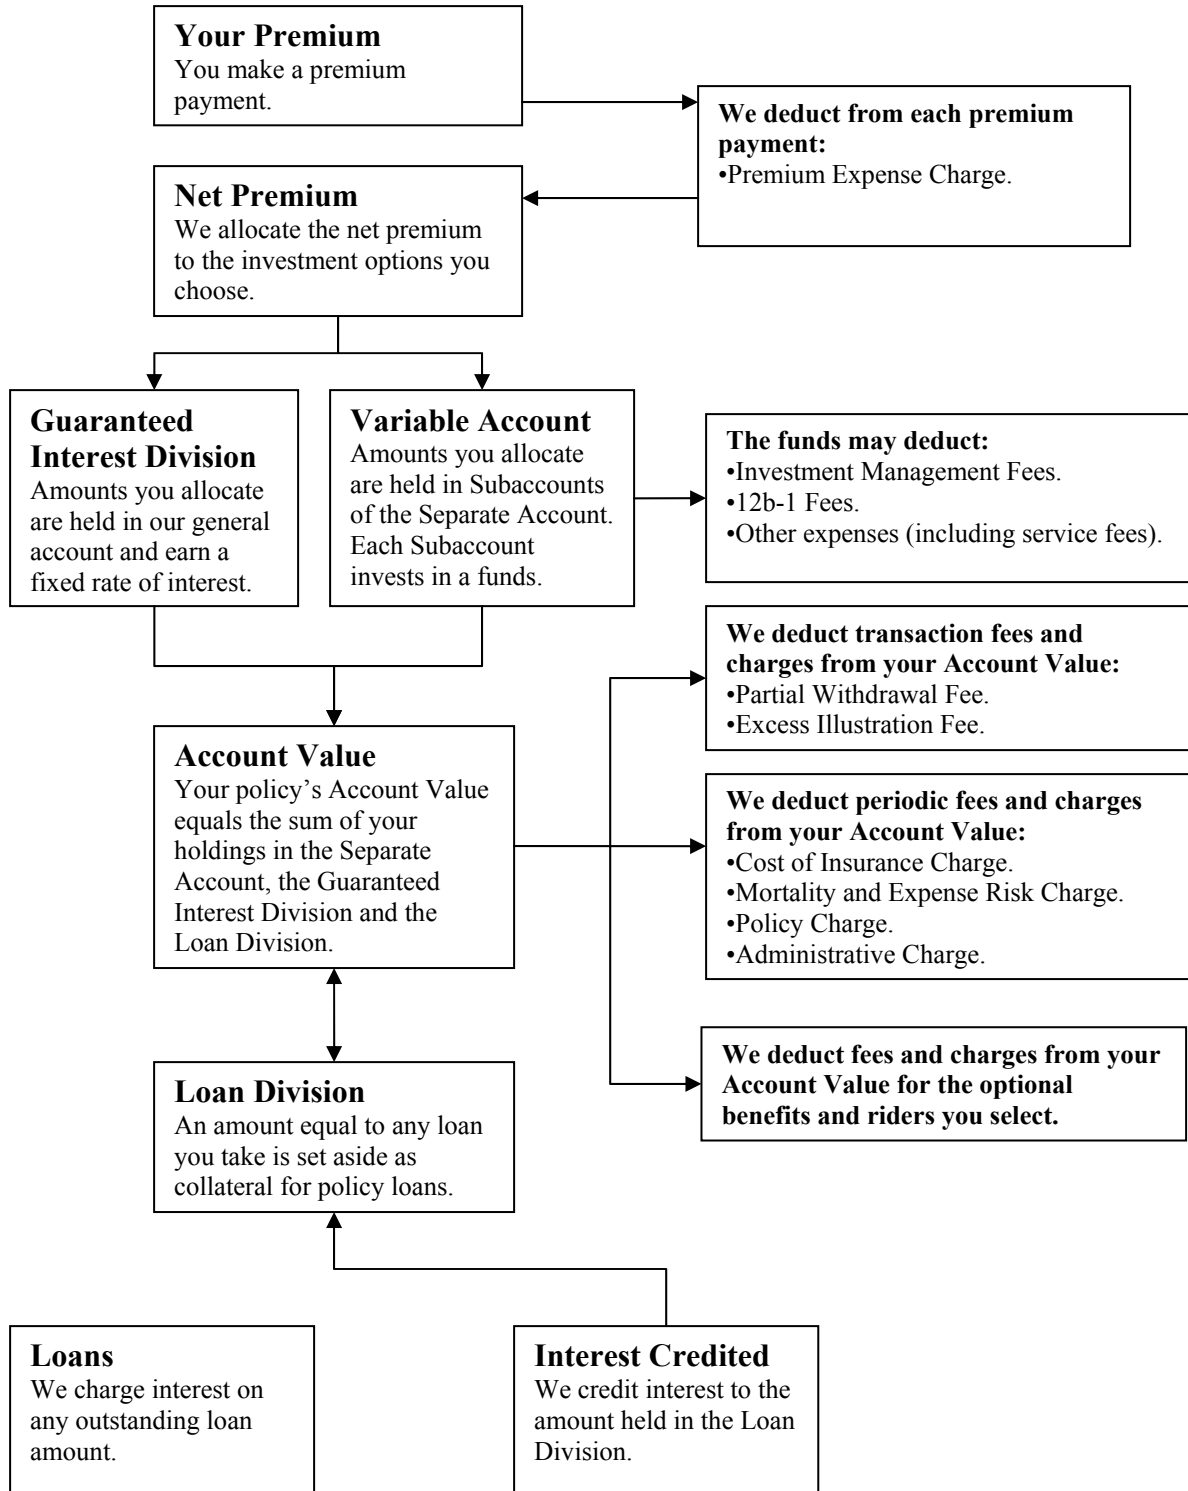 Your Premium
You make a premium
payment.
We deduct from each premium
payment:
•Premium Expense Charge.
Net Premium
We allocate the net premium
to the investment options you
choose.
Guaranteed
Interest Division
Amounts you allocate
are held in our general
account and earn a
fixed rate of interest.
Variable Account
Amounts you allocate
are held in Subaccounts
of the Separate Account.
Each Subaccount
invests in a funds.
The funds may deduct:
•Investment Management Fees.
•12b-1 Fees.
•Other expenses (including service fees).
We deduct transaction fees and
charges from your Account Value:
•Partial Withdrawal Fee.
•Excess Illustration Fee.
Account Value
Your policy’s Account Value
equals the sum of your
holdings in the Separate
Account, the Guaranteed
Interest Division and the
Loan Division.
We deduct periodic fees and charges
from your Account Value:
•Cost of Insurance Charge.
•Mortality and Expense Risk Charge.
•Policy Charge.
•Administrative Charge.
We deduct fees and charges from your
Account Value for the optional
benefits and riders you select.
Loan Division
An amount equal to any loan
you take is set aside as
collateral for policy loans.
Loans
We charge interest on
any outstanding loan
amount.
Interest Credited
We credit interest to the
amount held in the Loan
Division.